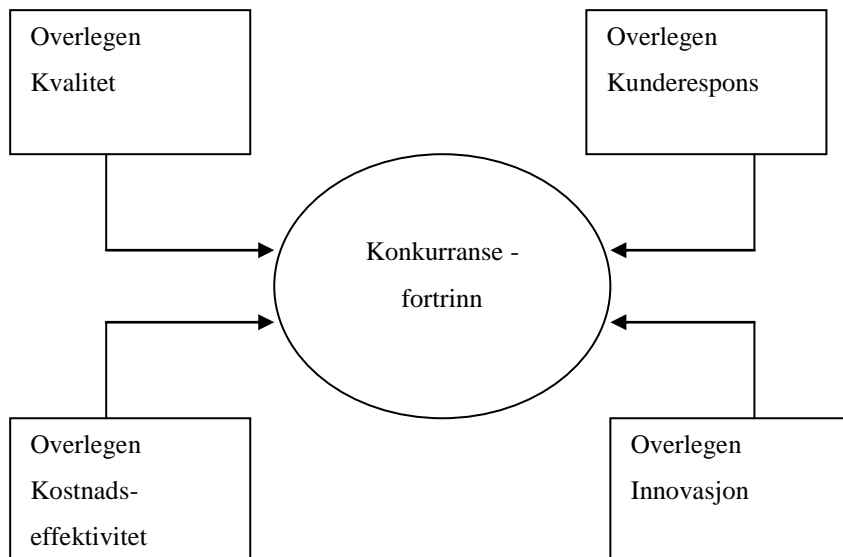 Overlegen
Kvalitet
Overlegen
Kunderespons
Konkurranse -
fortrinn
Overlegen
Kostnads-
effektivitet
Overlegen
Innovasjon